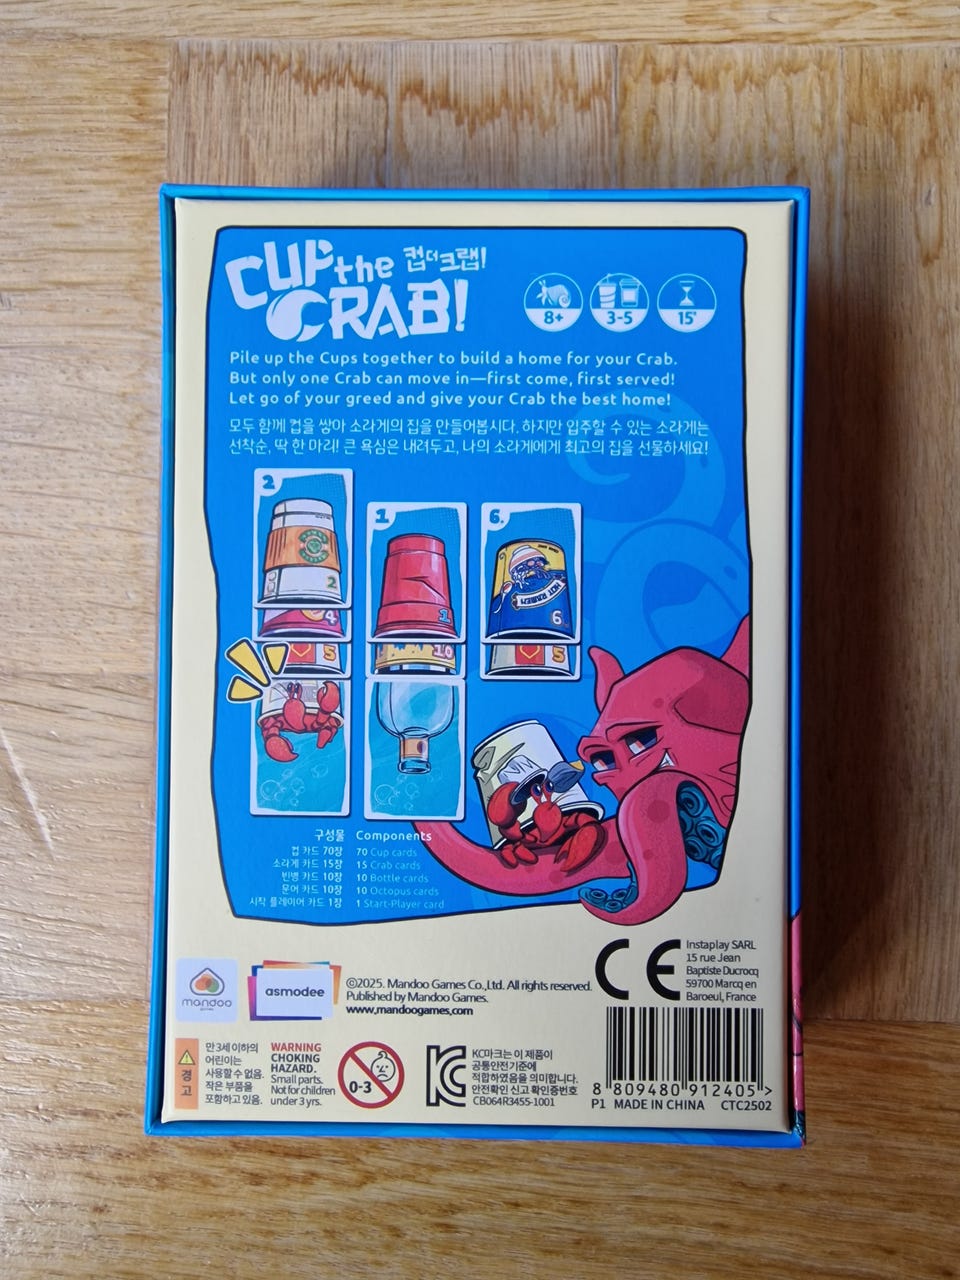 CUP the 컵더크랩!
CRAB!
8+ 3-5 15'
Pile up the Cups together to build a home for your Crab.
But only one Crab can move in—first come, first served!
Let go of your greed and give your Crab the best home!
모두 함께 컵을 쌓아 소라게의 집을 만들어봅시다. 하지만 입주할 수 있는 소라게는
선착순, 딱 한 마리! 큰 욕심은 내려두고, 나의 소라게에게 최고의 집을 선물하세요!
2
1
6.
2
1
HOT RAMEN
6.
4
5
10
5
구성물 Components
컵 카드 70장 70 Cup cards
소라게 카드 15장 15 Crab cards
빈병 카드 10장 10 Bottle cards
문어 카드 10장 10 Octopus cards
시작 플레이어 카드 1장 1 Start-Player card
mandoo
games
asmodee
©2025. Mandoo Games Co.,Ltd. All rights reserved.
Published by Mandoo Games.
www.mandoogames.com
CE
Instaplay SARL
15 rue Jean
Baptiste Ducrocq
59700 Marcq en
Baroeul, France
경고
만 3세 이하의
어린이는
사용할 수 없음.
작은 부품을
포함하고 있음.
WARNING
CHOKING
HAZARD.
Small parts.
Not for children
under 3 yrs.
0-3
KC마크는 이 제품이
공통안전기준에
적합하였음을 의미합니다.
안전확인 신고 확인증번호
CB064R3455-1001
8 809480 912405 >
P1 MADE IN CHINA CTC2502